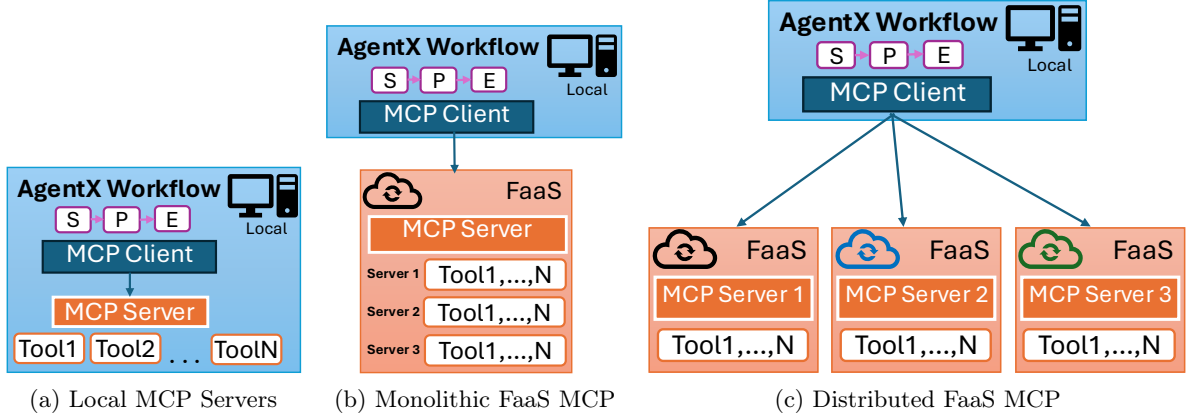 AgentX Workflow
S P E
Local
MCP Client
MCP Server
Tool1 Tool2 . . . ToolN
(a) Local MCP Servers
AgentX Workflow
S P E
Local
MCP Client
FaaS
MCP Server
Server 1 Tool1,...,N
Server 2 Tool1,...,N
Server 3 Tool1,...,N
(b) Monolithic FaaS MCP
AgentX Workflow
S P E
Local
MCP Client
FaaS
MCP Server 1
Tool1,...,N
FaaS
MCP Server 2
Tool1,...,N
FaaS
MCP Server 3
Tool1,...,N
(c) Distributed FaaS MCP